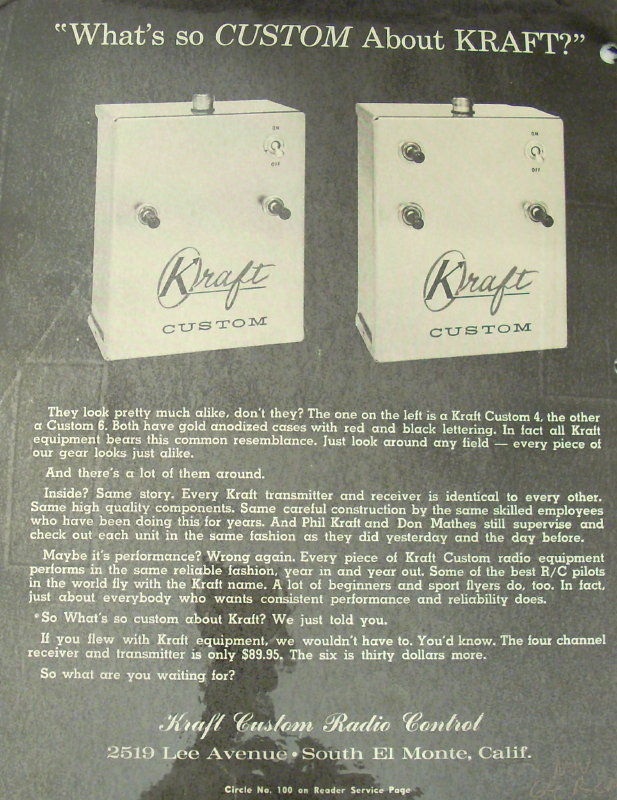 “What's so CUSTOM About KRAFT?”
ON
OFF
Kraft
CUSTOM
ON
OFF
Kraft
CUSTOM
They look pretty much alike, don't they? The one on the left is a Kraft Custom 4, the other
a Custom 6. Both have gold anodized cases with red and black lettering. In fact all Kraft
equipment bears this common resemblance. Just look around any field — every piece of
our gear looks just alike.
And there's a lot of them around.
Inside? Same story. Every Kraft transmitter and receiver is identical to every other.
Same high quality components. Same careful construction by the same skilled employees
who have been doing this for years. And Phil Kraft and Don Mathes still supervise and
check out each unit in the same fashion as they did yesterday and the day before.
Maybe it's performance? Wrong again. Every piece of Kraft Custom radio equipment
performs in the same reliable fashion, year in and year out. Some of the best R/C pilots
in the world fly with the Kraft name. A lot of beginners and sport flyers do, too. In fact,
just about everybody who wants consistent performance and reliability does.
So What's so custom about Kraft? We just told you.
If you flew with Kraft equipment, we wouldn't have to. You'd know. The four channel
receiver and transmitter is only $89.95. The six is thirty dollars more.
So what are you waiting for?
Kraft Custom Radio Control
2519 Lee Avenue • South El Monte, Calif.
Circle No. 100 on Reader Service Page